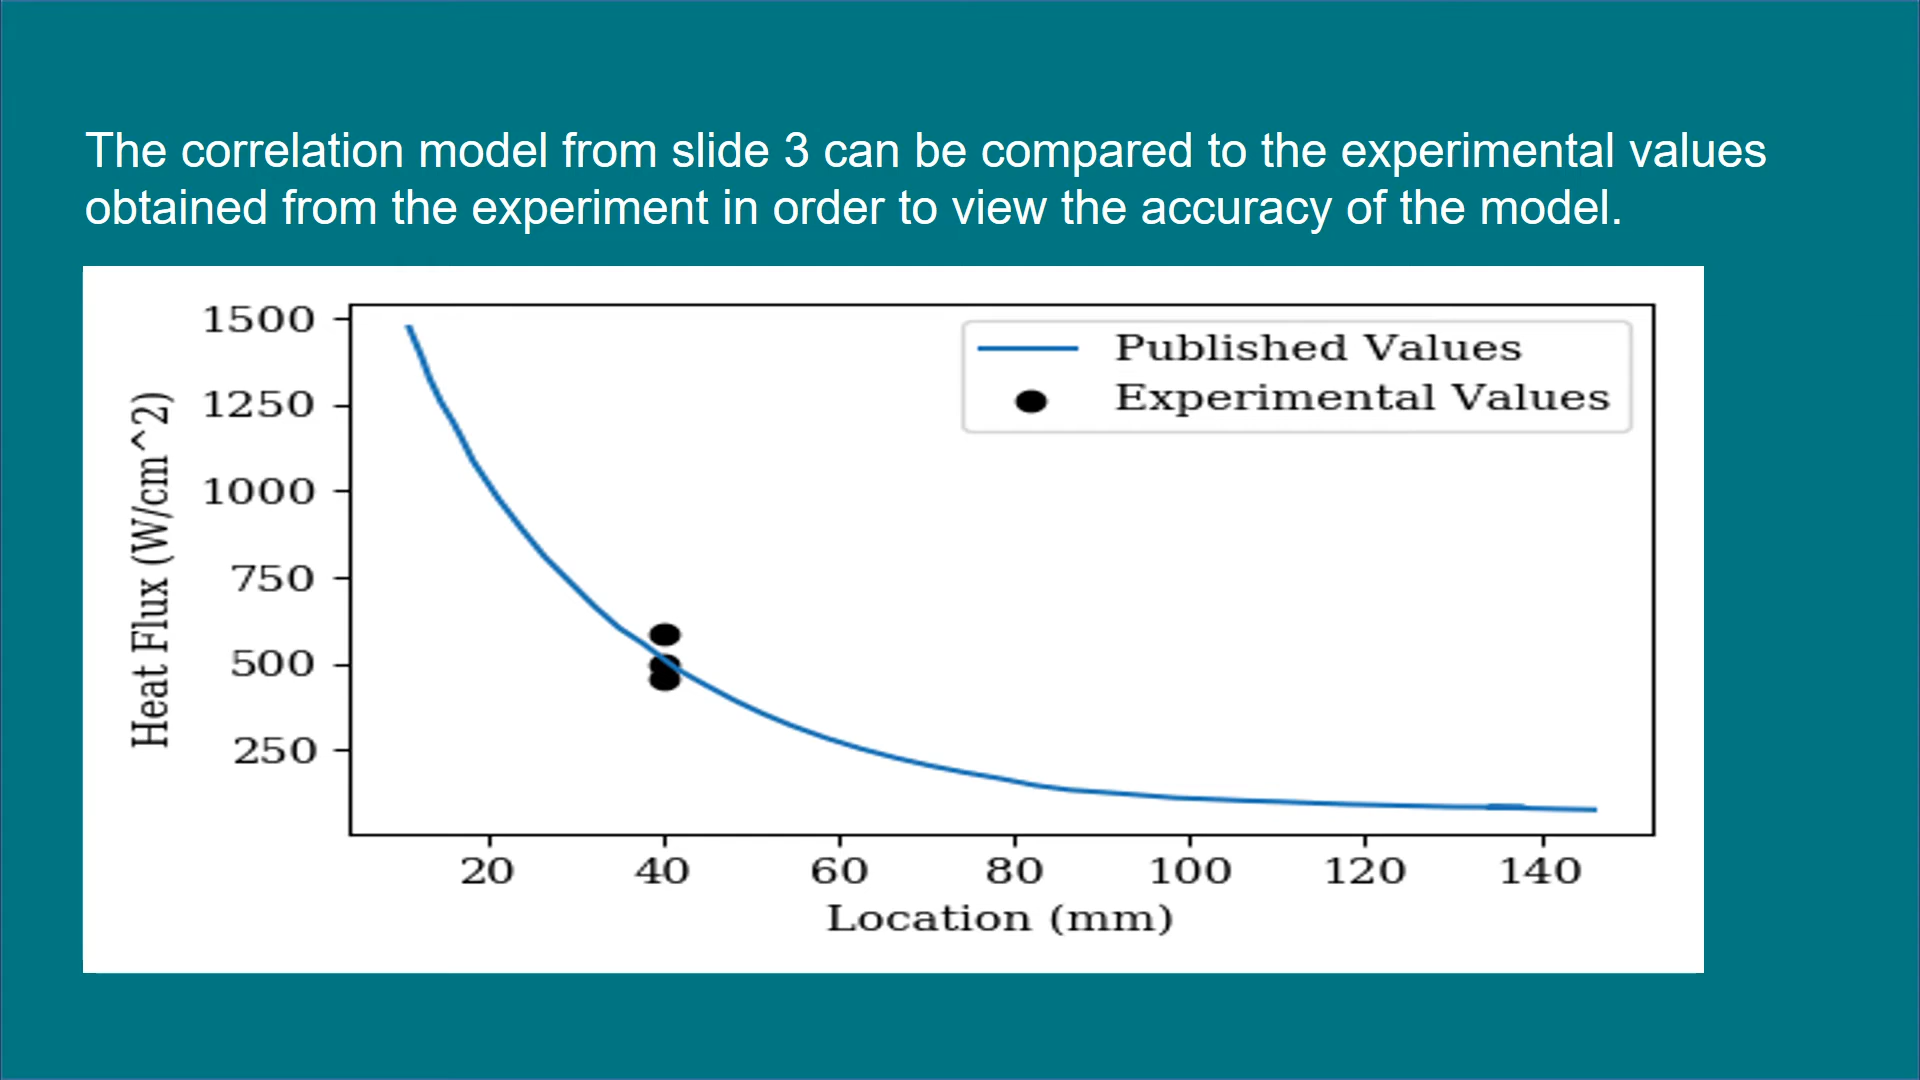 The correlation model from slide 3 can be compared to the experimental values
obtained from the experiment in order to view the accuracy of the model.
1500
1250
1000
750
500
250
Heat Flux (W/cm^2)
Published Values
Experimental Values
20 40 60 80 100 120 140
Location (mm)